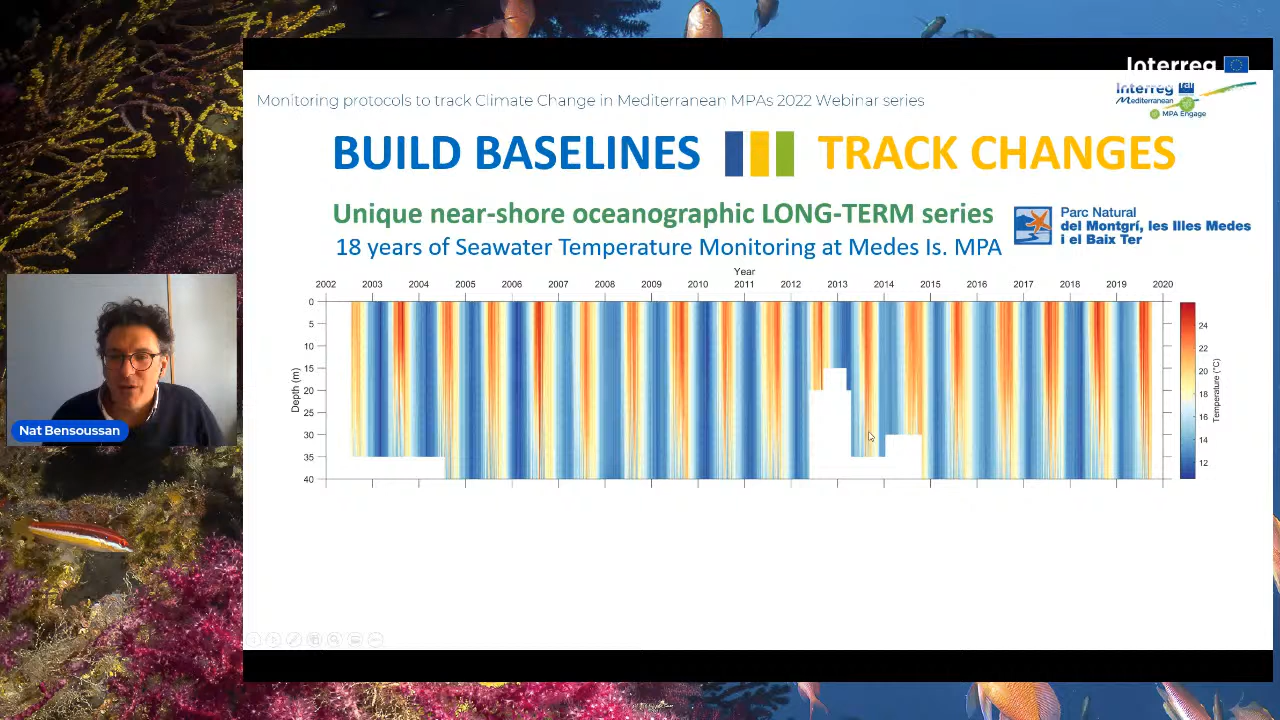 Interreg
Monitoring protocols to track Climate Change in Mediterranean MPAs 2022 Webinar series
Interreg
Mediterranean
MPA Engage
BUILD BASELINES TRACK CHANGES
Unique near-shore oceanographic LONG-TERM series
18 years of Seawater Temperature Monitoring at Medes Is. MPA
Parc Natural
del Montgrí, les Illes Medes
i el Baix Ter
Year
2002 2003 2004 2005 2006 2007 2008 2009 2010 2011 2012 2013 2014 2015 2016 2017 2018 2019 2020
Depth (m)
0
5
10
15
20
25
30
35
40
24
22
20
18
16
14
12
Temperature (°C)
Nat Bensoussan